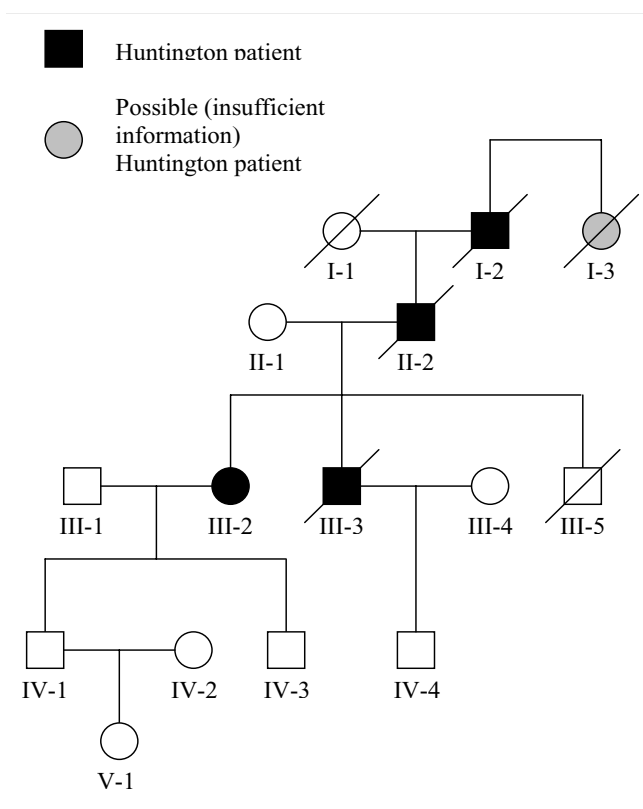 Huntington patient
Possible (insufficient
information)
Huntington patient
I-1
I-2
I-3
II-1
II-2
III-1
III-2
III-3
III-4
III-5
IV-1
IV-2
IV-3
IV-4
V-1